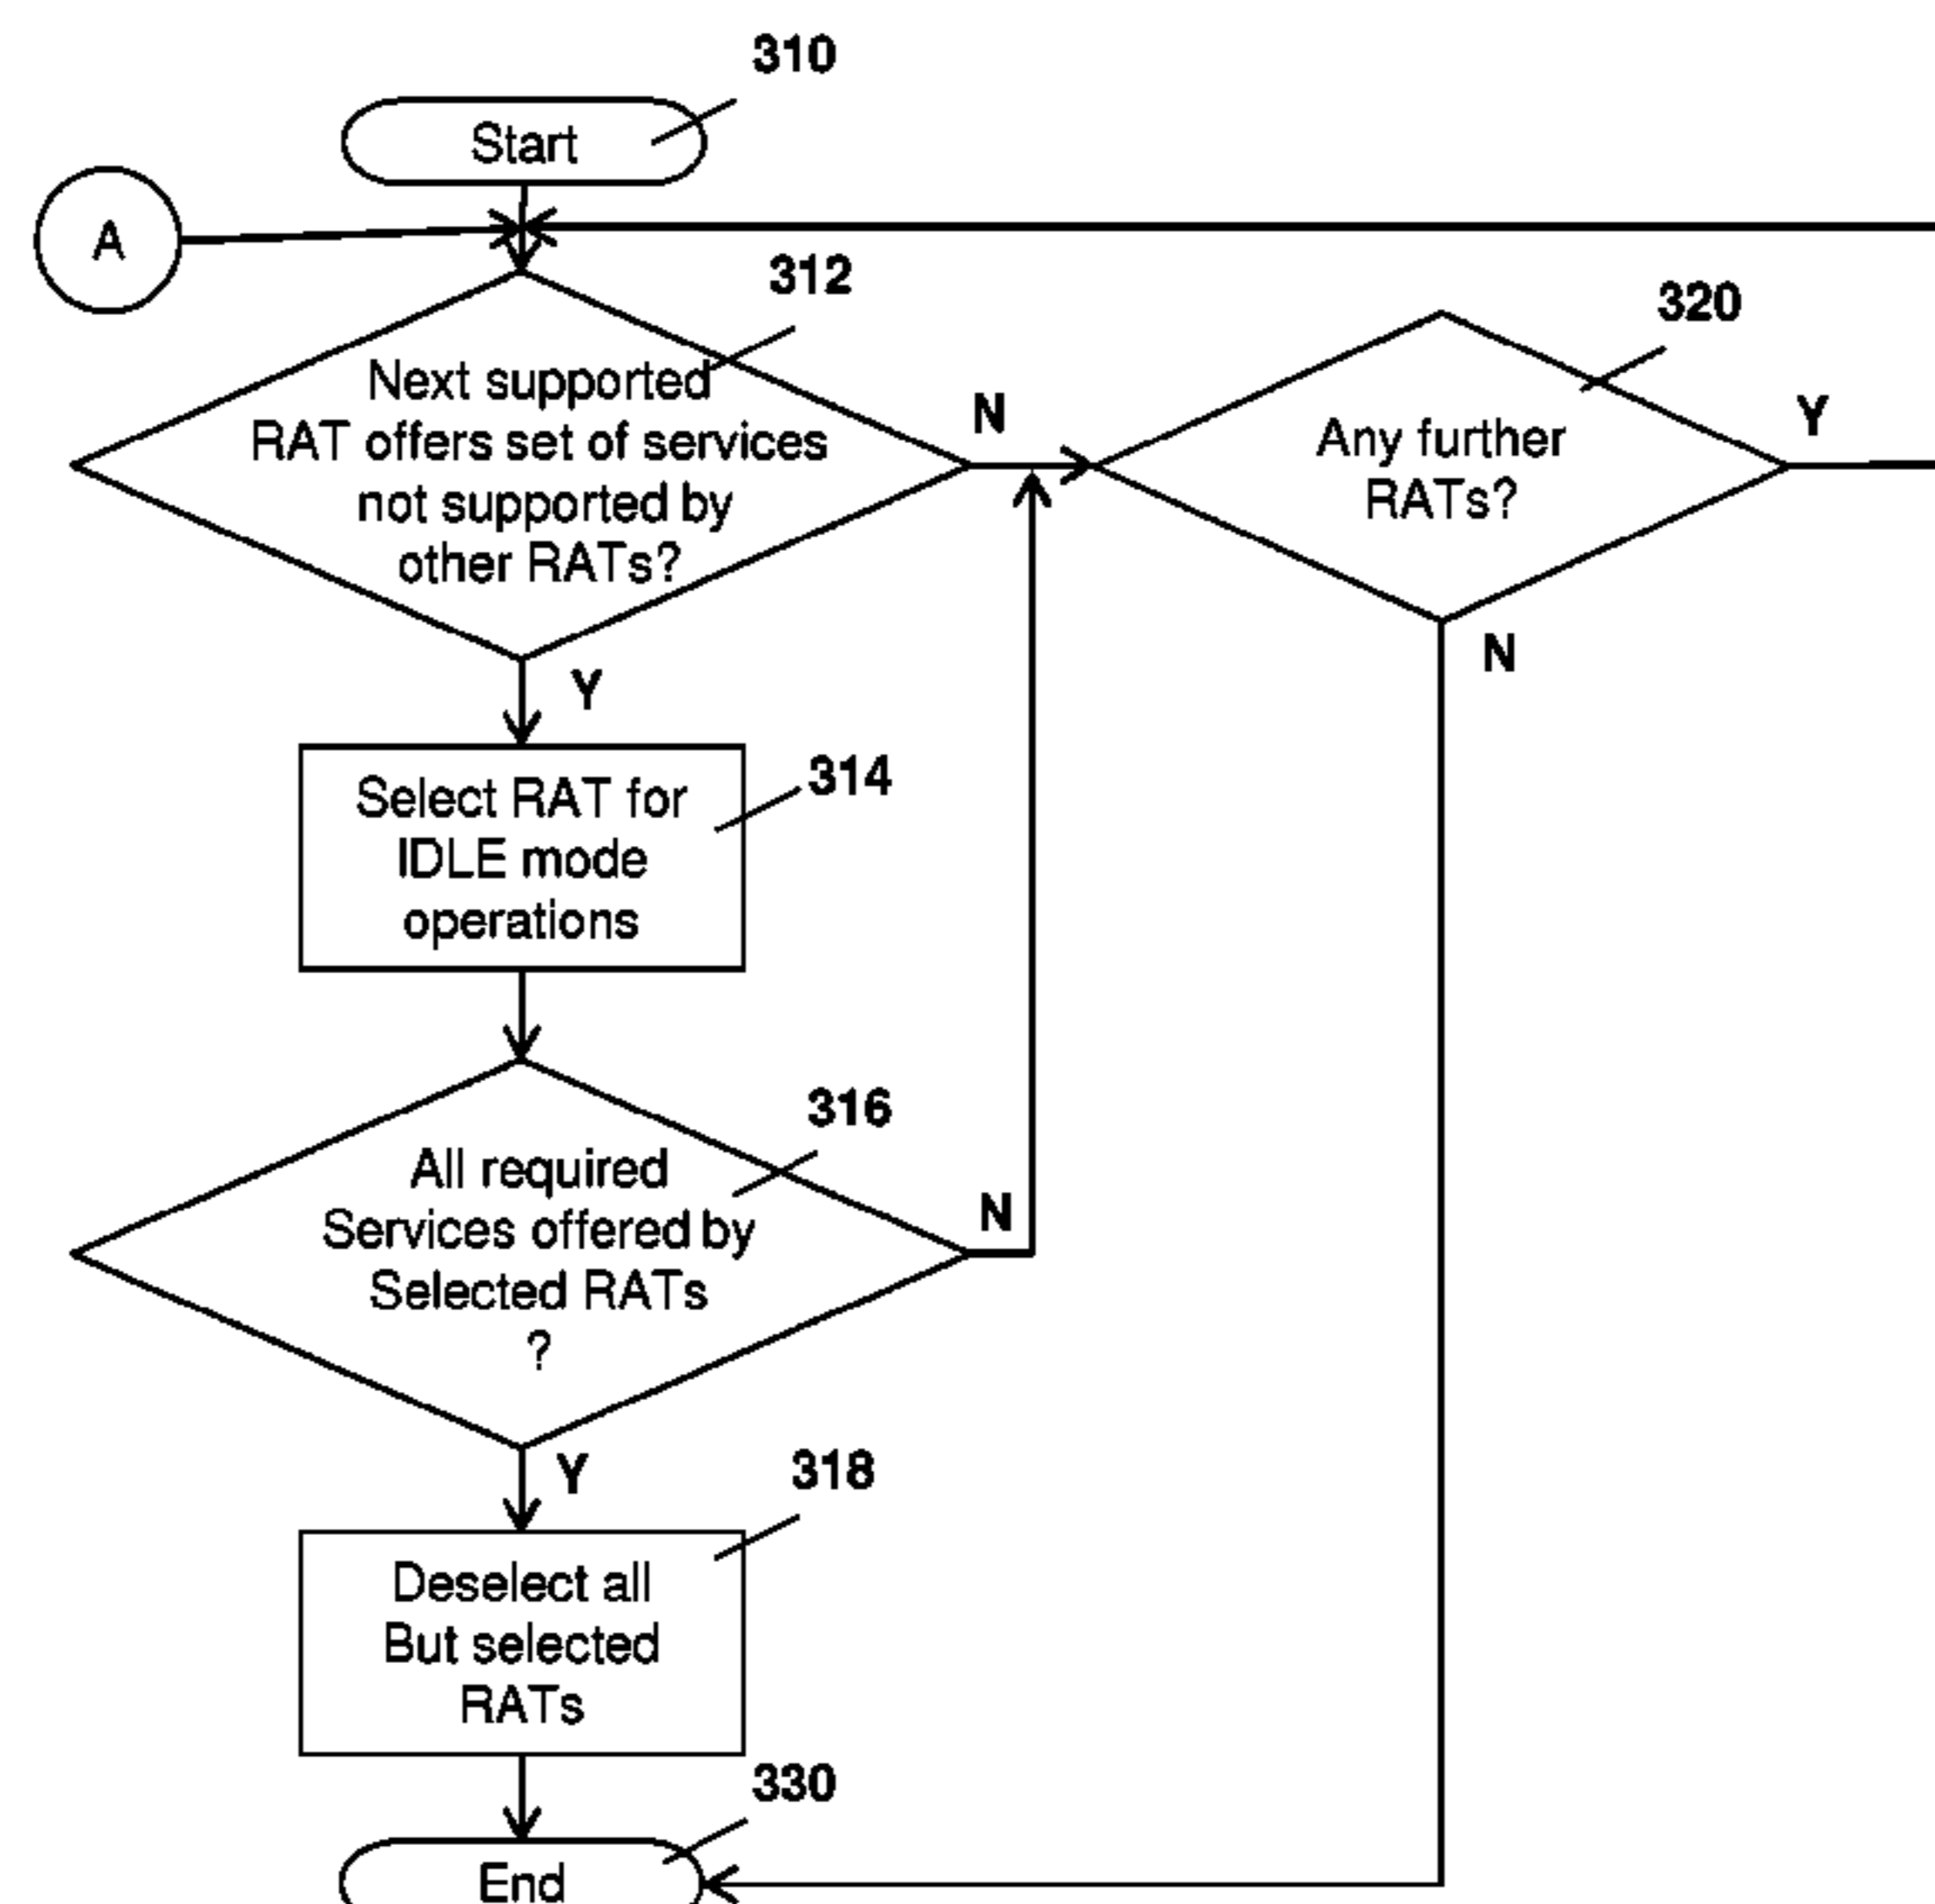 310
Start
A
312
Next supported
RAT offers set of services
not supported by
other RATs?
N
320
Any further
RATs?
Y
N
Y
Select RAT for
IDLE mode
operations
314
316
All required
Services offered by
Selected RATs
?
N
Y
318
Deselect all
But selected
RATs
330
End